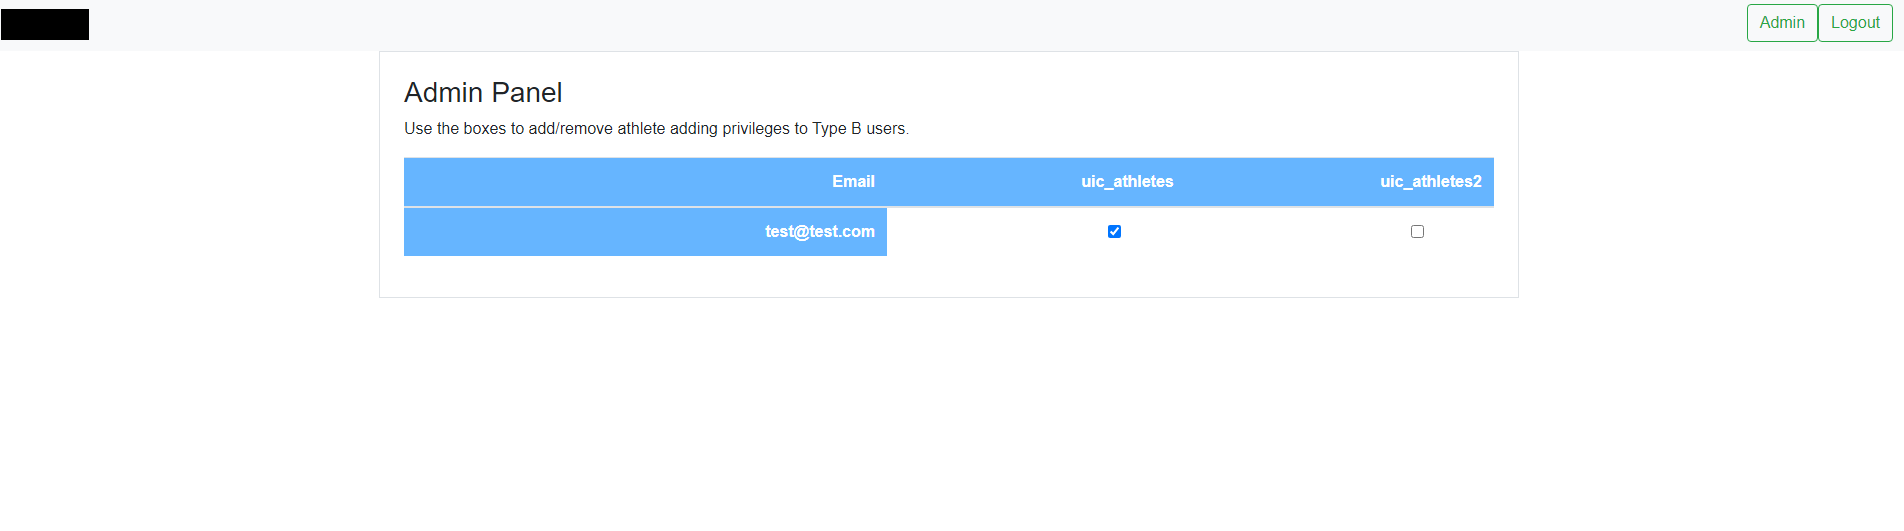 Admin Logout
Admin Panel
Use the boxes to add/remove athlete adding privileges to Type B users.
Email uic_athletes uic_athletes2
test@test.com